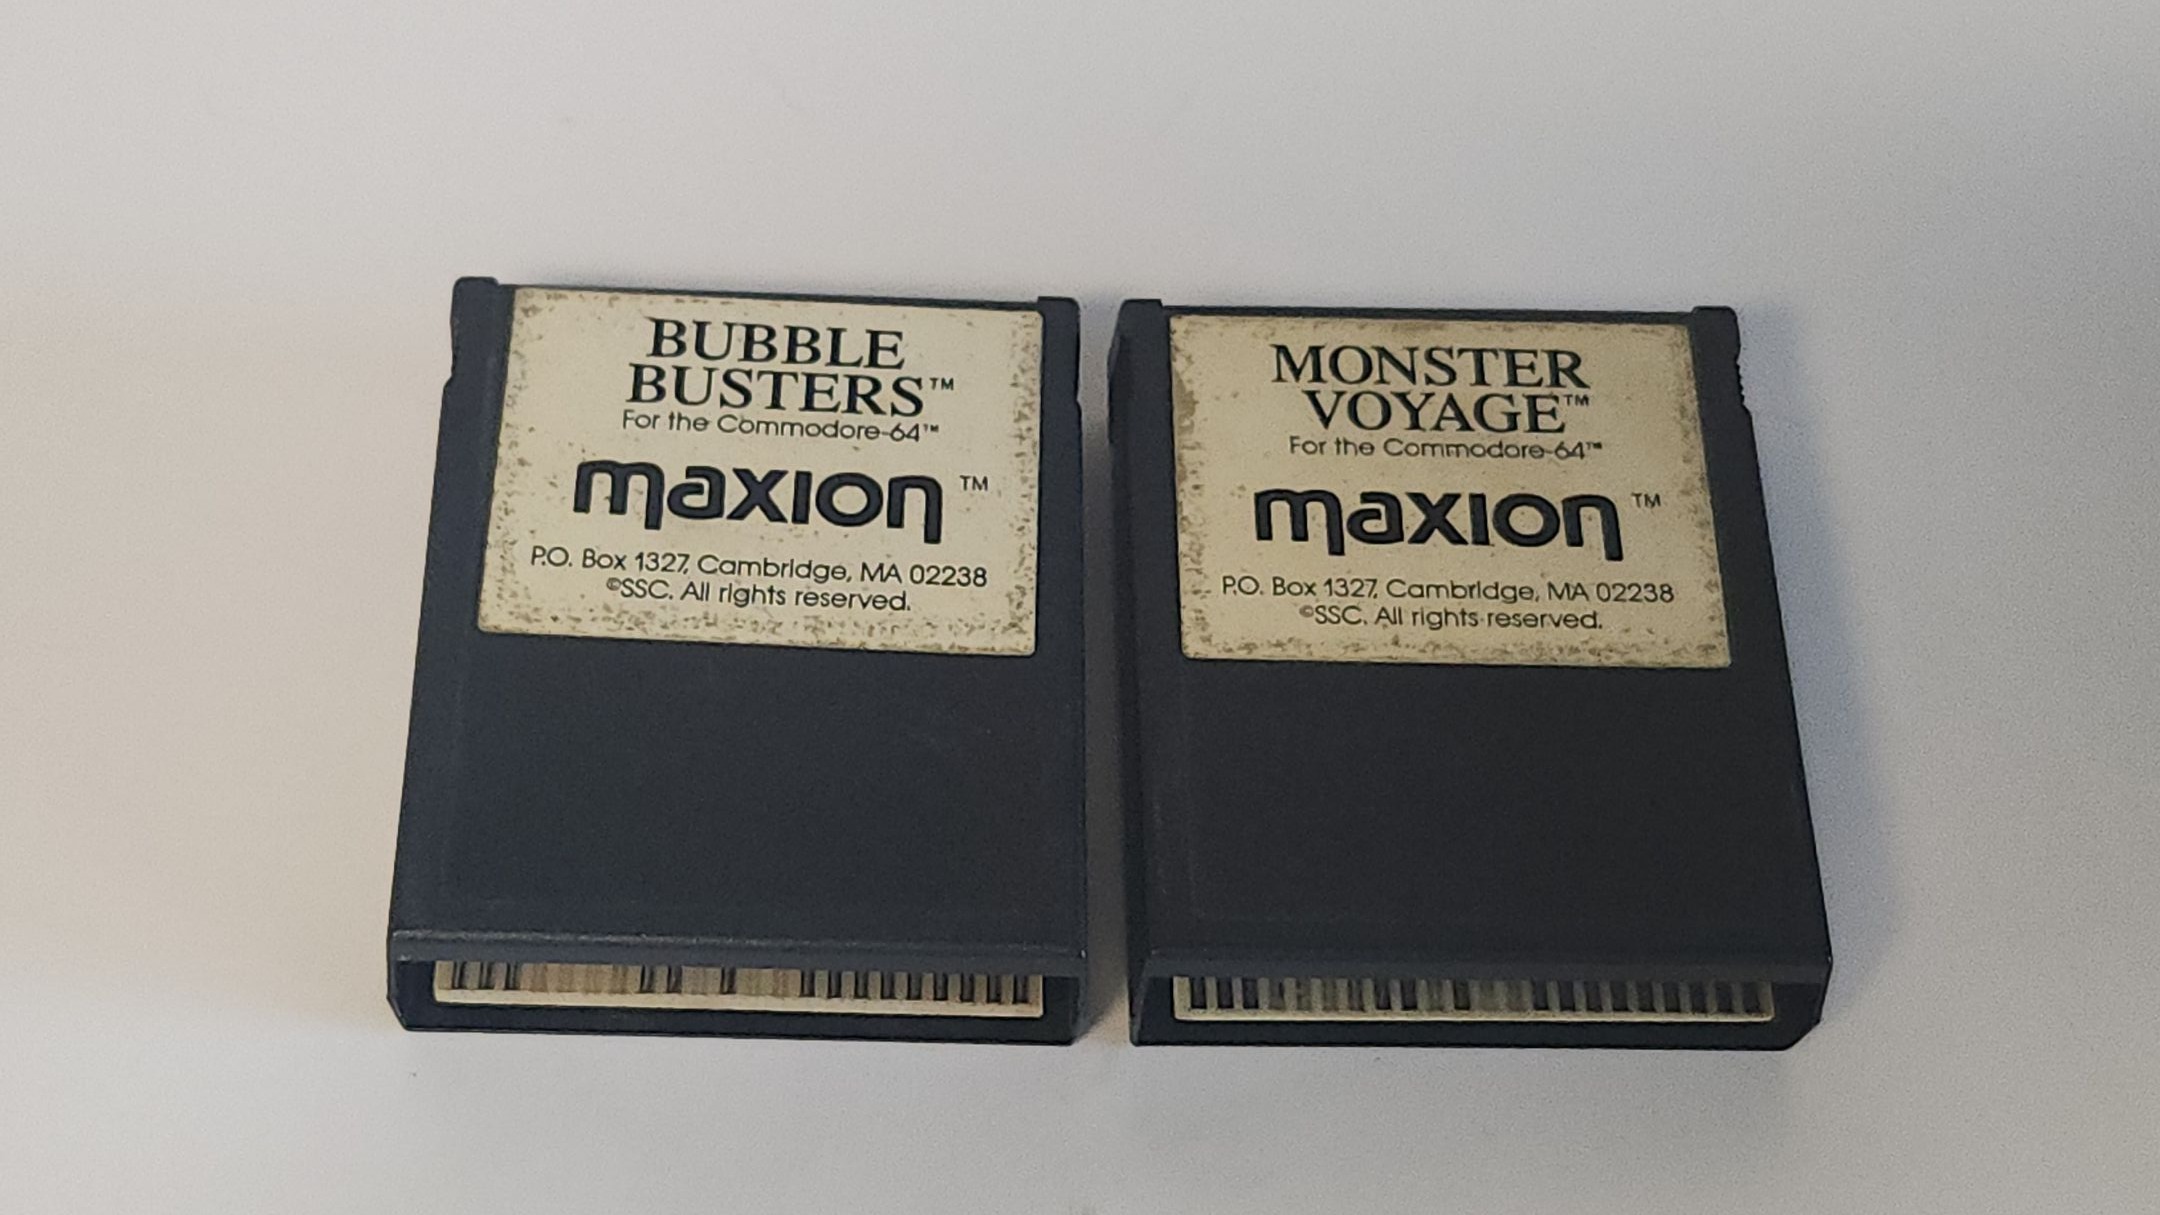 BUBBLE
BUSTERS™
For the Commodore-64™
maxion™
P.O. Box 1327, Cambridge, MA 02238
©SSC. All rights reserved.
MONSTER
VOYAGE™
For the Commodore-64™
maxion™
P.O. Box 1327, Cambridge, MA 02238
©SSC. All rights reserved.